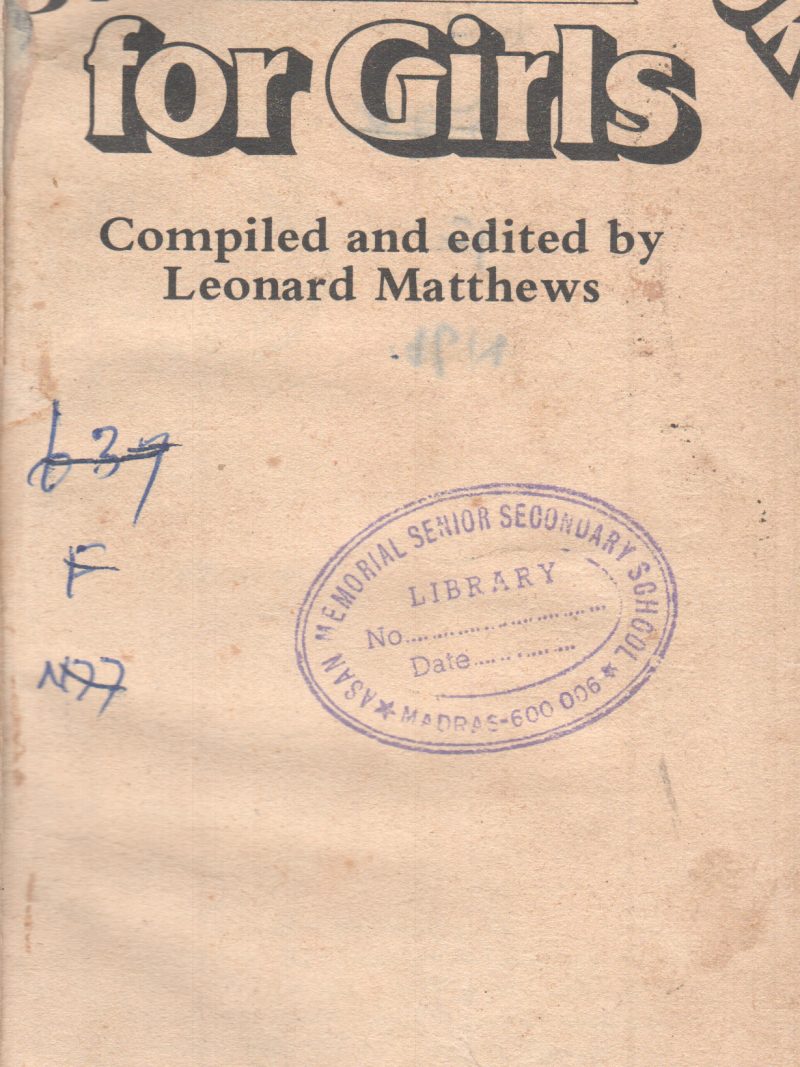 for Girls
Compiled and edited by
Leonard Matthews
637
F
ASAN MEMORIAL SENIOR SECONDARY SCHOOL
LIBRARY
No.
Date
MADRAS-600 006